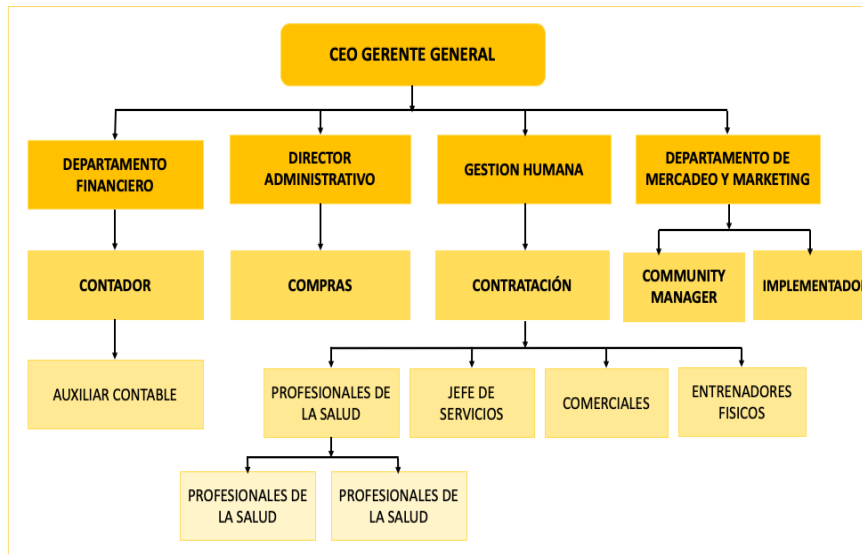 CEO GERENTE GENERAL
DEPARTAMENTO
FINANCIERO
DIRECTOR
ADMINISTRATIVO
GESTION HUMANA
DEPARTAMENTO DE
MERCADEO Y MARKETING
CONTADOR
COMPRAS
CONTRATACIÓN
COMMUNITY
MANAGER
IMPLEMENTADOR
AUXILIAR CONTABLE
PROFESIONALES DE
LA SALUD
JEFE DE
SERVICIOS
COMERCIALES
ENTRENADORES
FISICOS
PROFESIONALES DE
LA SALUD
PROFESIONALES DE
LA SALUD